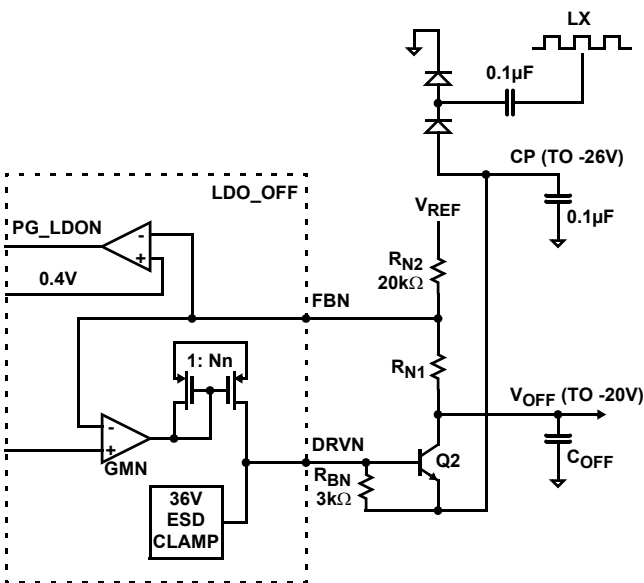 LX
0.1µF
CP (TO -26V)
0.1µF
LDO_OFF
PG_LDON
-
+
0.4V
VREF
RN2
20kΩ
FBN
RN1
1: Nn
VOFF (TO -20V)
-
+
GMN
DRVN
Q2
COFF
RBN
3kΩ
36V
ESD
CLAMP